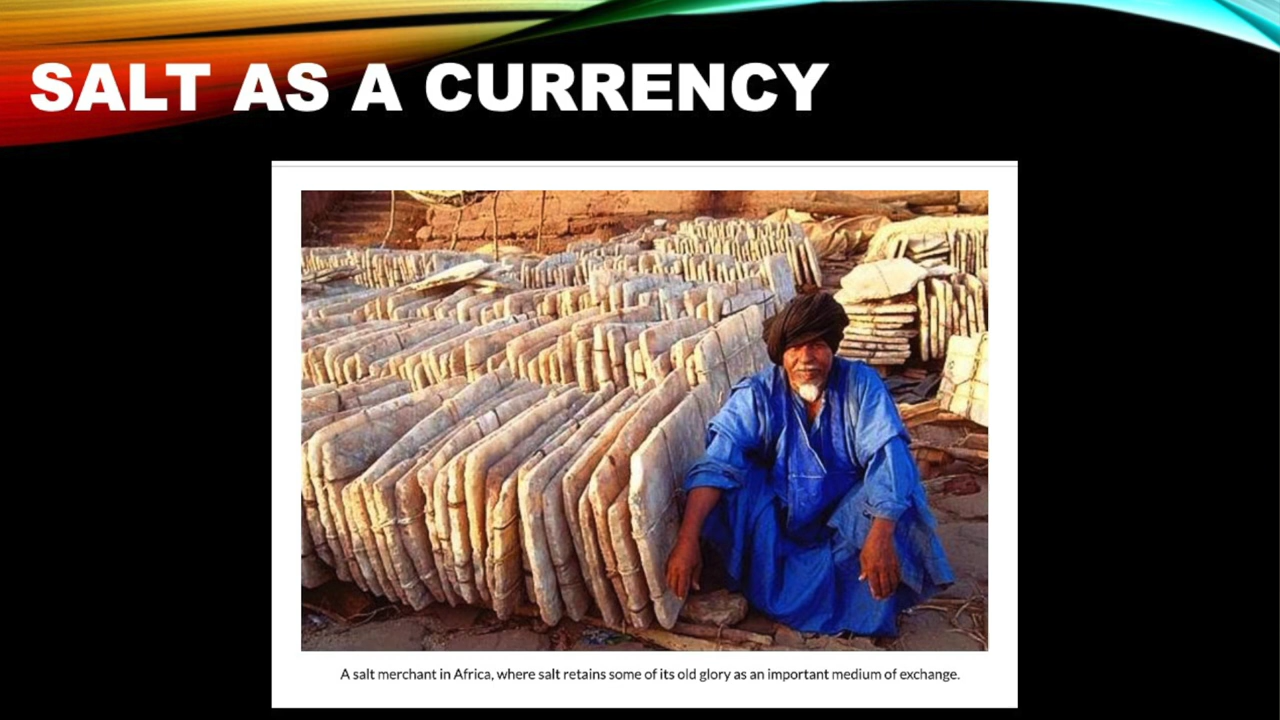 SALT AS A CURRENCY
A salt merchant in Africa, where salt retains some of its old glory as an important medium of exchange.